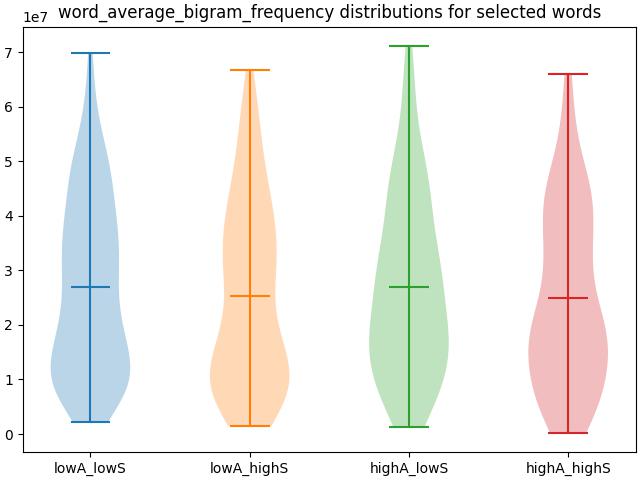 word_average_bigram_frequency distributions for selected words
1e7
7
6
5
4
3
2
1
0
lowA_lowS lowA_highS highA_lowS highA_highS